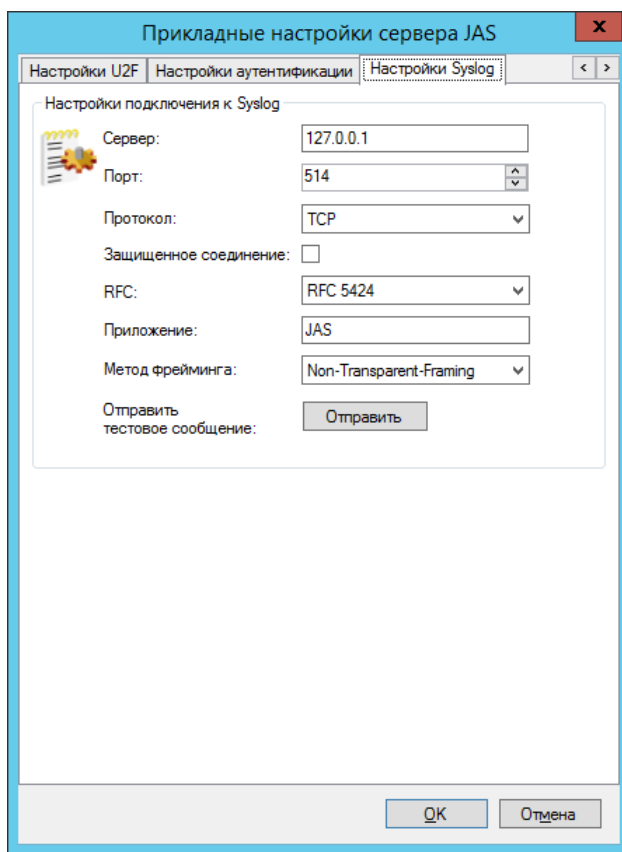 Прикладные настройки сервера JAS
x
Настройки U2F Настройки аутентификации Настройки Syslog < >
Настройки подключения к Syslog
Сервер: 127.0.0.1
Порт: 514
Протокол: TCP
Защищенное соединение:
RFC: RFC 5424
Приложение: JAS
Метод фрейминга: Non-Transparent-Framing
Отправить
тестовое сообщение: Отправить
OK Отмена